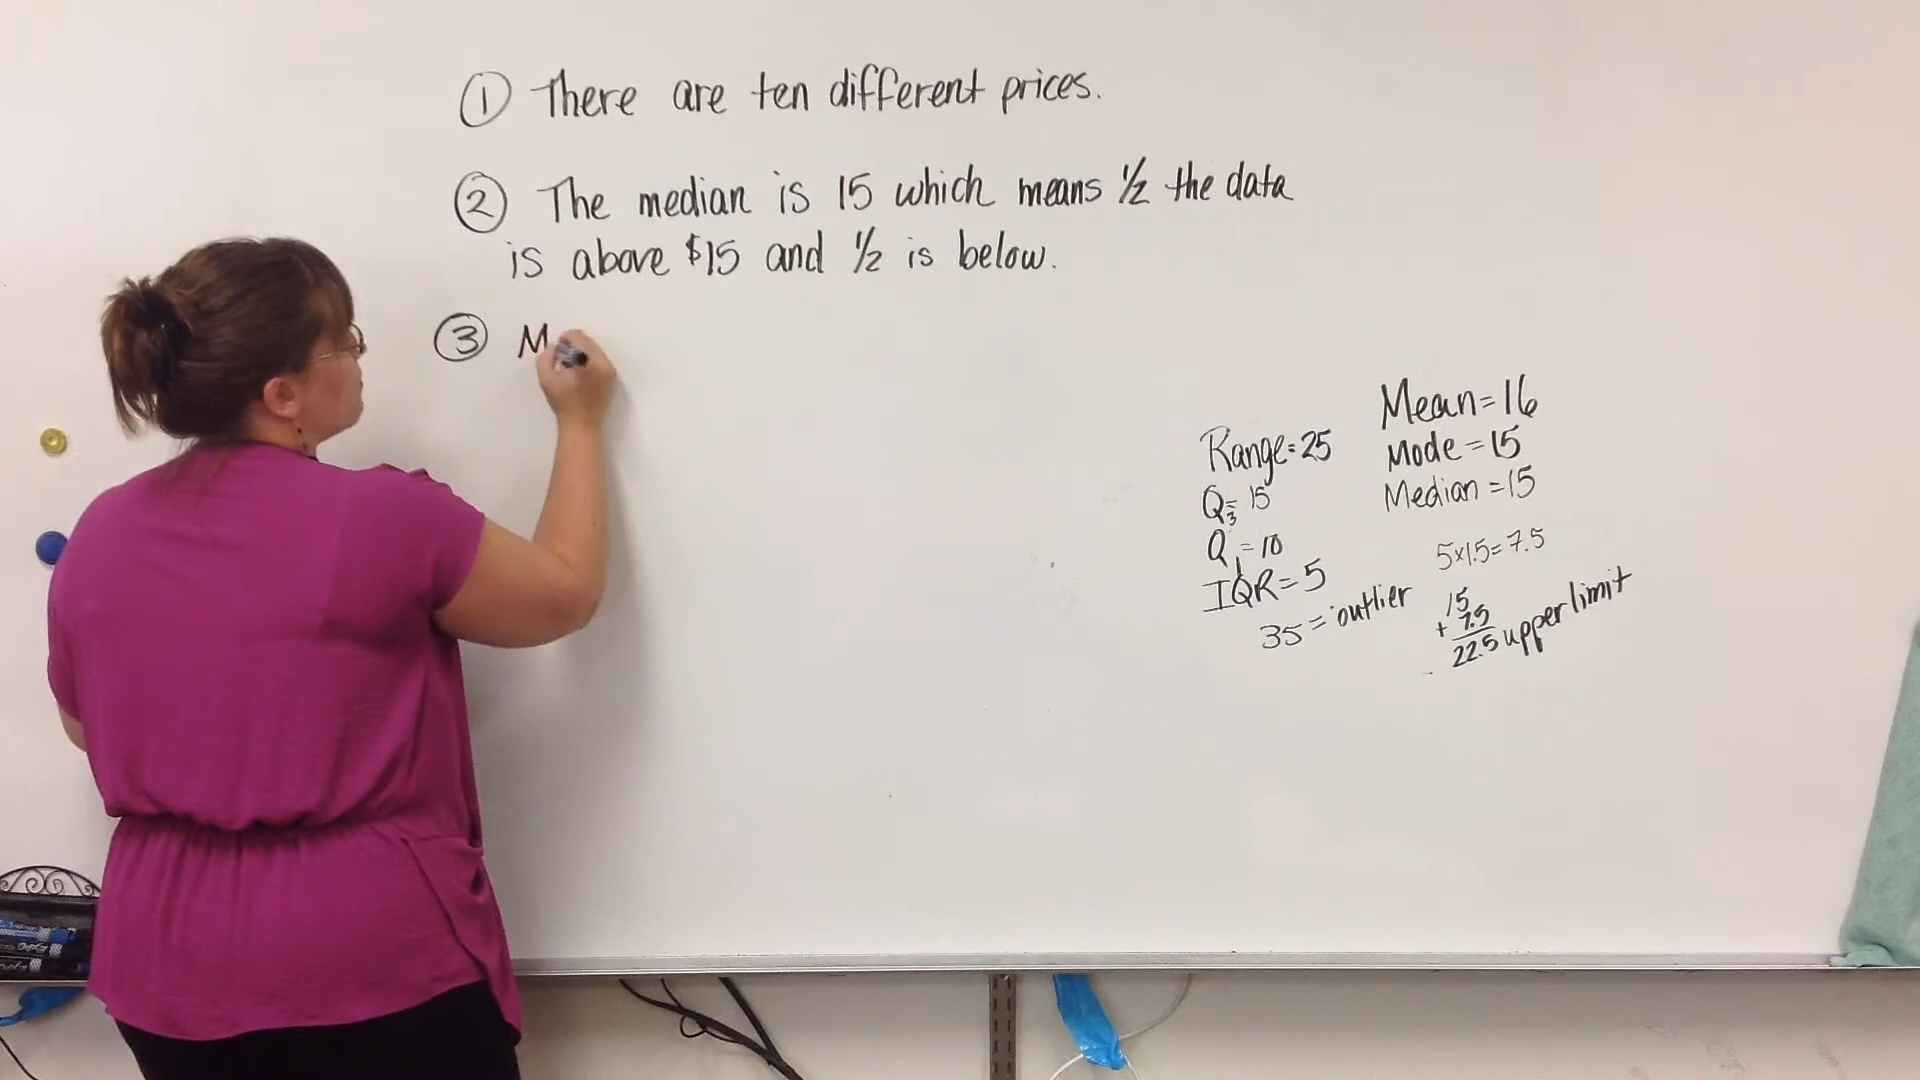 ① There are ten different prices.
② The median is 15 which means 1/2 the data
is above $15 and 1/2 is below.
③ M
Mean=16
Range=25
Mode=15
Q3=15
Median=15
Q1=10
5x1.5=7.5
IQR=5
35=outlier
15
+7.5
22.5 upper limit